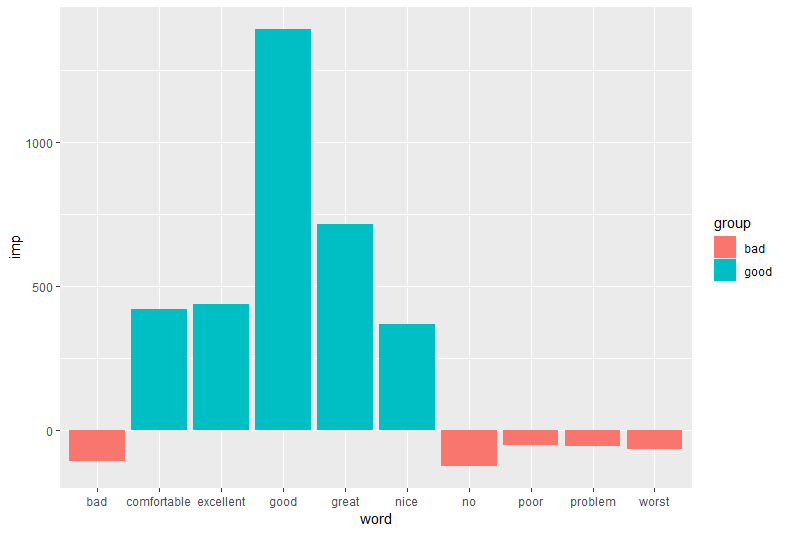 imp
1000
500
0
bad comfortable excellent good great nice no poor problem worst
word
group
bad
good